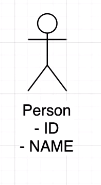 Person
- ID
- NAME